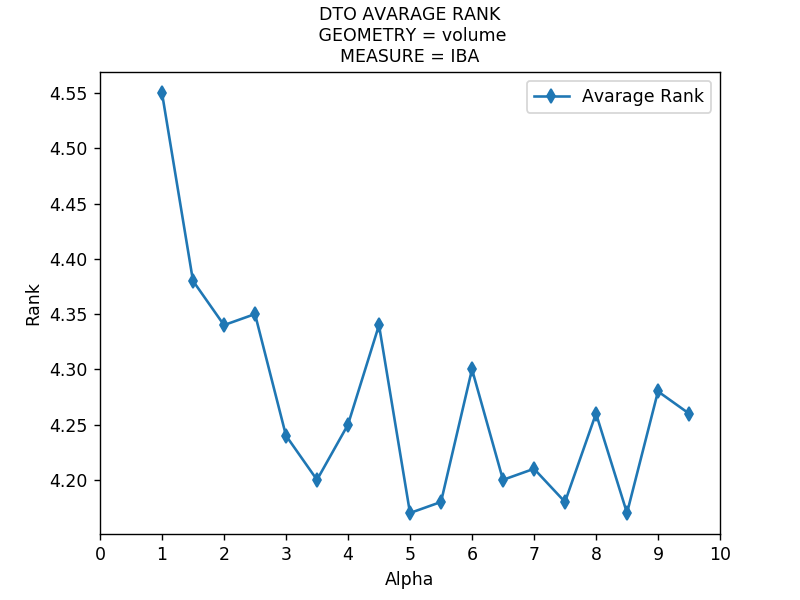 DTO AVARAGE RANK
GEOMETRY = volume
MEASURE = IBA
Avarage Rank
4.55
4.50
4.45
4.40
4.35
4.30
4.25
4.20
Rank
0 1 2 3 4 5 6 7 8 9 10
Alpha